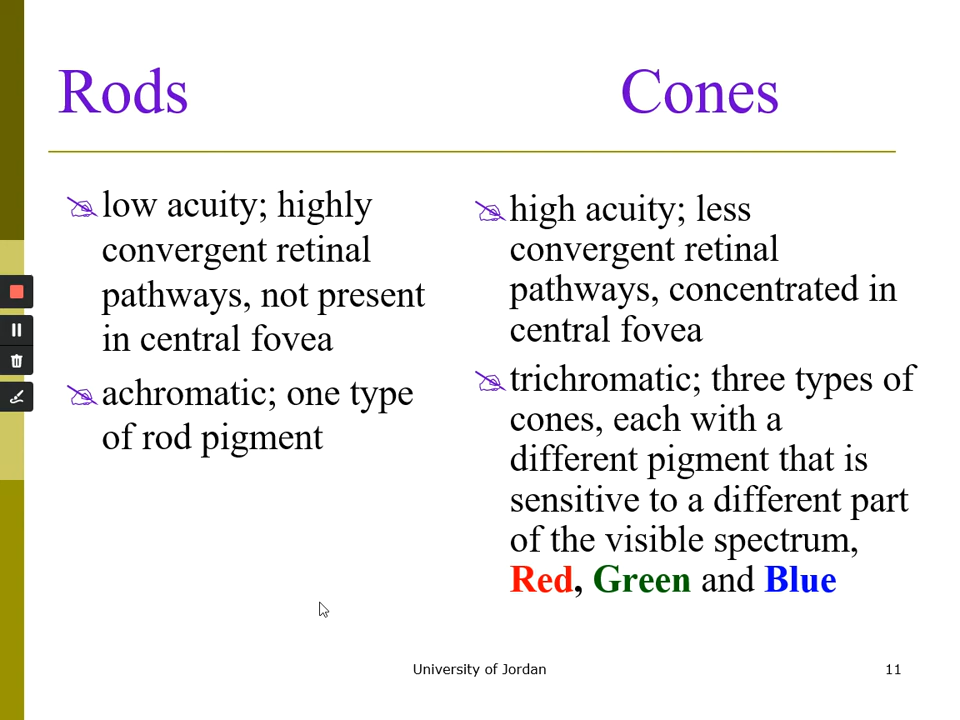 Rods
Cones
low acuity; highly
convergent retinal
pathways, not present
in central fovea
achromatic; one type
of rod pigment
high acuity; less
convergent retinal
pathways, concentrated in
central fovea
trichromatic; three types of
cones, each with a
different pigment that is
sensitive to a different part
of the visible spectrum,
Red, Green and Blue
University of Jordan
11